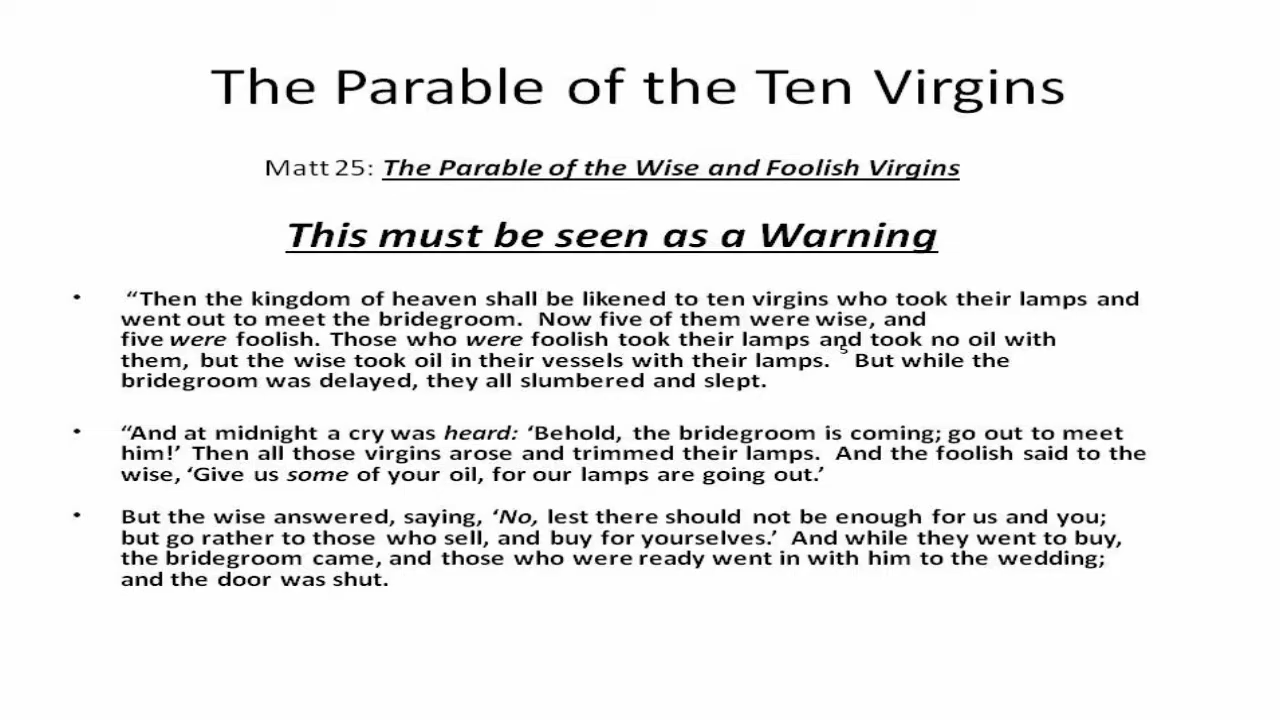 The Parable of the Ten Virgins
Matt 25: The Parable of the Wise and Foolish Virgins
This must be seen as a Warning
• “Then the kingdom of heaven shall be likened to ten virgins who took their lamps and
went out to meet the bridegroom. Now five of them were wise, and
five were foolish. Those who were foolish took their lamps and took no oil with
them, but the wise took oil in their vessels with their lamps. 5 But while the
bridegroom was delayed, they all slumbered and slept.
• “And at midnight a cry was heard: ‘Behold, the bridegroom is coming; go out to meet
him!’ Then all those virgins arose and trimmed their lamps. And the foolish said to the
wise, ‘Give us some of your oil, for our lamps are going out.’
• But the wise answered, saying, ‘No, lest there should not be enough for us and you;
but go rather to those who sell, and buy for yourselves.’ And while they went to buy,
the bridegroom came, and those who were ready went in with him to the wedding;
and the door was shut.